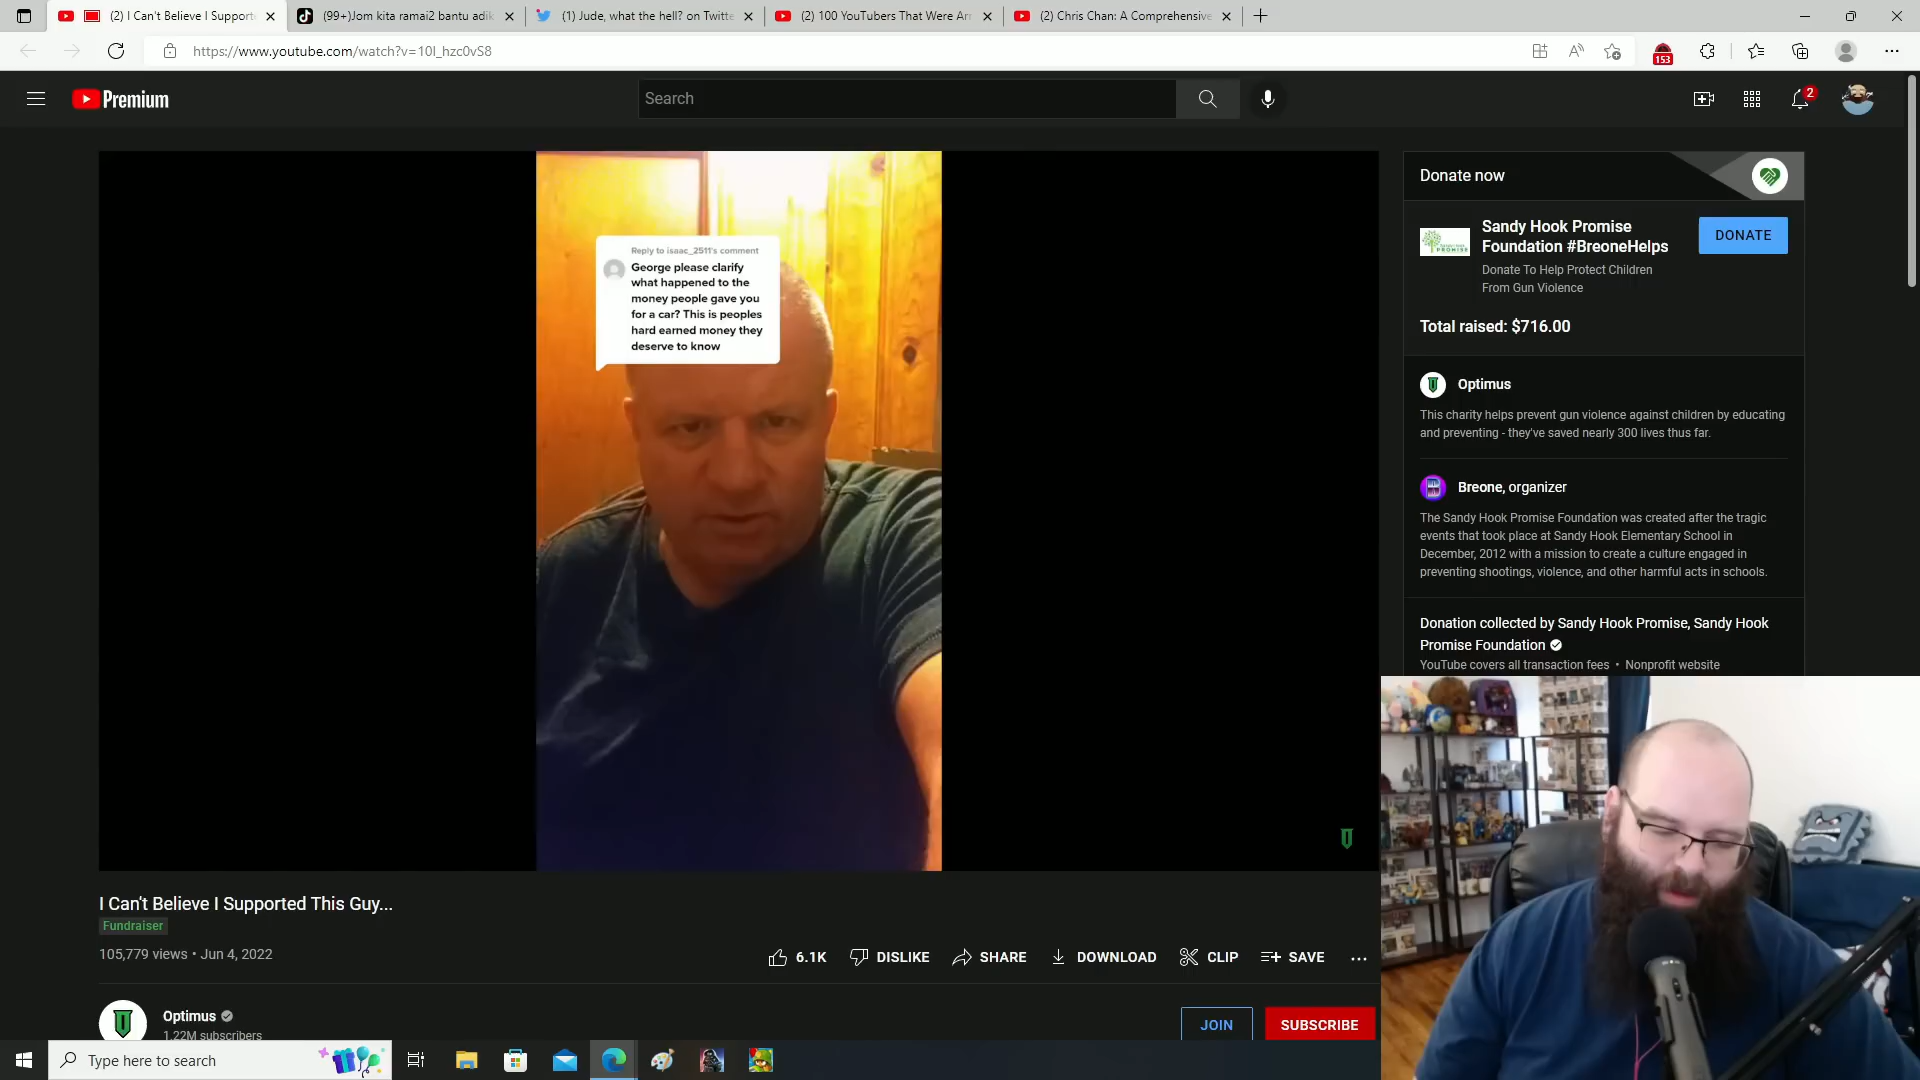 (2) I Can't Believe I Support
(99+)Jom kita ramai2 bantu adik
(1) Jude, what the hell? on Twitte
(2) 100 YouTubers That Were Arr
(2) Chris Chan: A Comprehensive
https://www.youtube.com/watch?v=10l_hzc0vS8
153
Premium
Search
2
Reply to isaac_2511's comment
George please clarify
what happened to the
money people gave you
for a car? This is peoples
hard earned money they
deserve to know
Donate now
Sandy Hook Promise
Foundation #BreoneHelps
DONATE
Donate To Help Protect Children
From Gun Violence
Total raised: $716.00
Optimus
This charity helps prevent gun violence against children by educating
and preventing - they've saved nearly 300 lives thus far.
Breone, organizer
The Sandy Hook Promise Foundation was created after the tragic
events that took place at Sandy Hook Elementary School in
December, 2012 with a mission to create a culture engaged in
preventing shootings, violence, and other harmful acts in schools.
Donation collected by Sandy Hook Promise, Sandy Hook
Promise Foundation
YouTube covers all transaction fees • Nonprofit website
I Can't Believe I Supported This Guy...
Fundraiser
105,779 views • Jun 4, 2022
6.1K
DISLIKE
SHARE
DOWNLOAD
CLIP
SAVE
Optimus
1.22M subscribers
JOIN
SUBSCRIBE
Type here to search